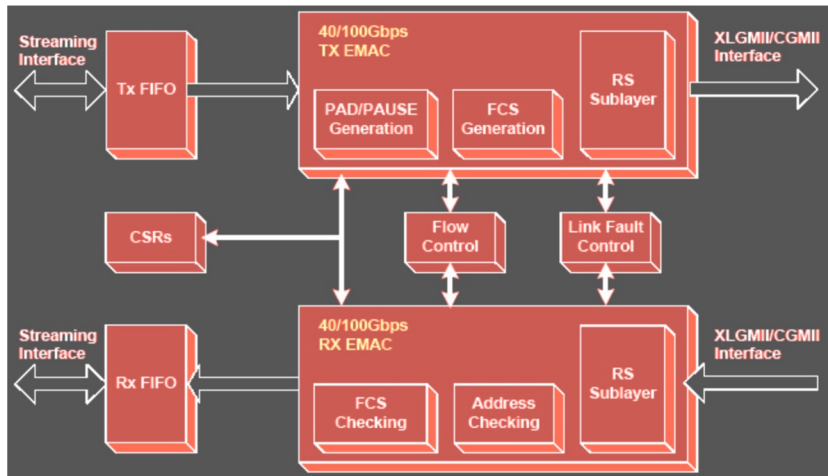 Streaming
Interface
Tx FIFO
40/100Gbps
TX EMAC
PAD/PAUSE
Generation
FCS
Generation
RS
Sublayer
XLGMII/CGMII
Interface
CSRs
Flow
Control
Link Fault
Control
Streaming
Interface
Rx FIFO
40/100Gbps
RX EMAC
FCS
Checking
Address
Checking
RS
Sublayer
XLGMII/CGMII
Interface